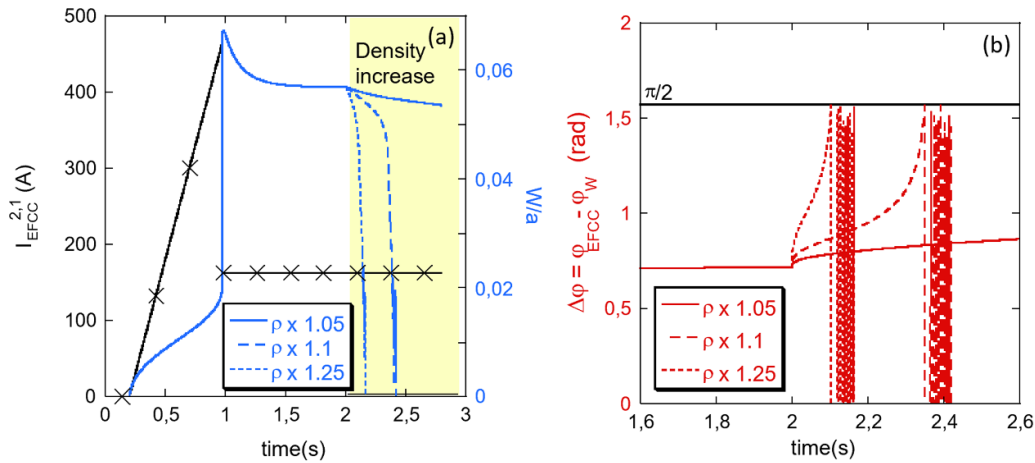 (a)
500
400
300
200
100
0
I_EFCC^2,1 (A)
0 0,5 1 1,5 2 2,5 3
time(s)
0,06
0,04
0,02
0
W/a
Density
increase
ρ x 1.05
ρ x 1.1
ρ x 1.25
(b)
2
1,5
1
0,5
0
Δφ = φ_EFCC - φ_W (rad)
π/2
ρ x 1.05
ρ x 1.1
ρ x 1.25
1,6 1,8 2 2,2 2,4 2,6
time(s)